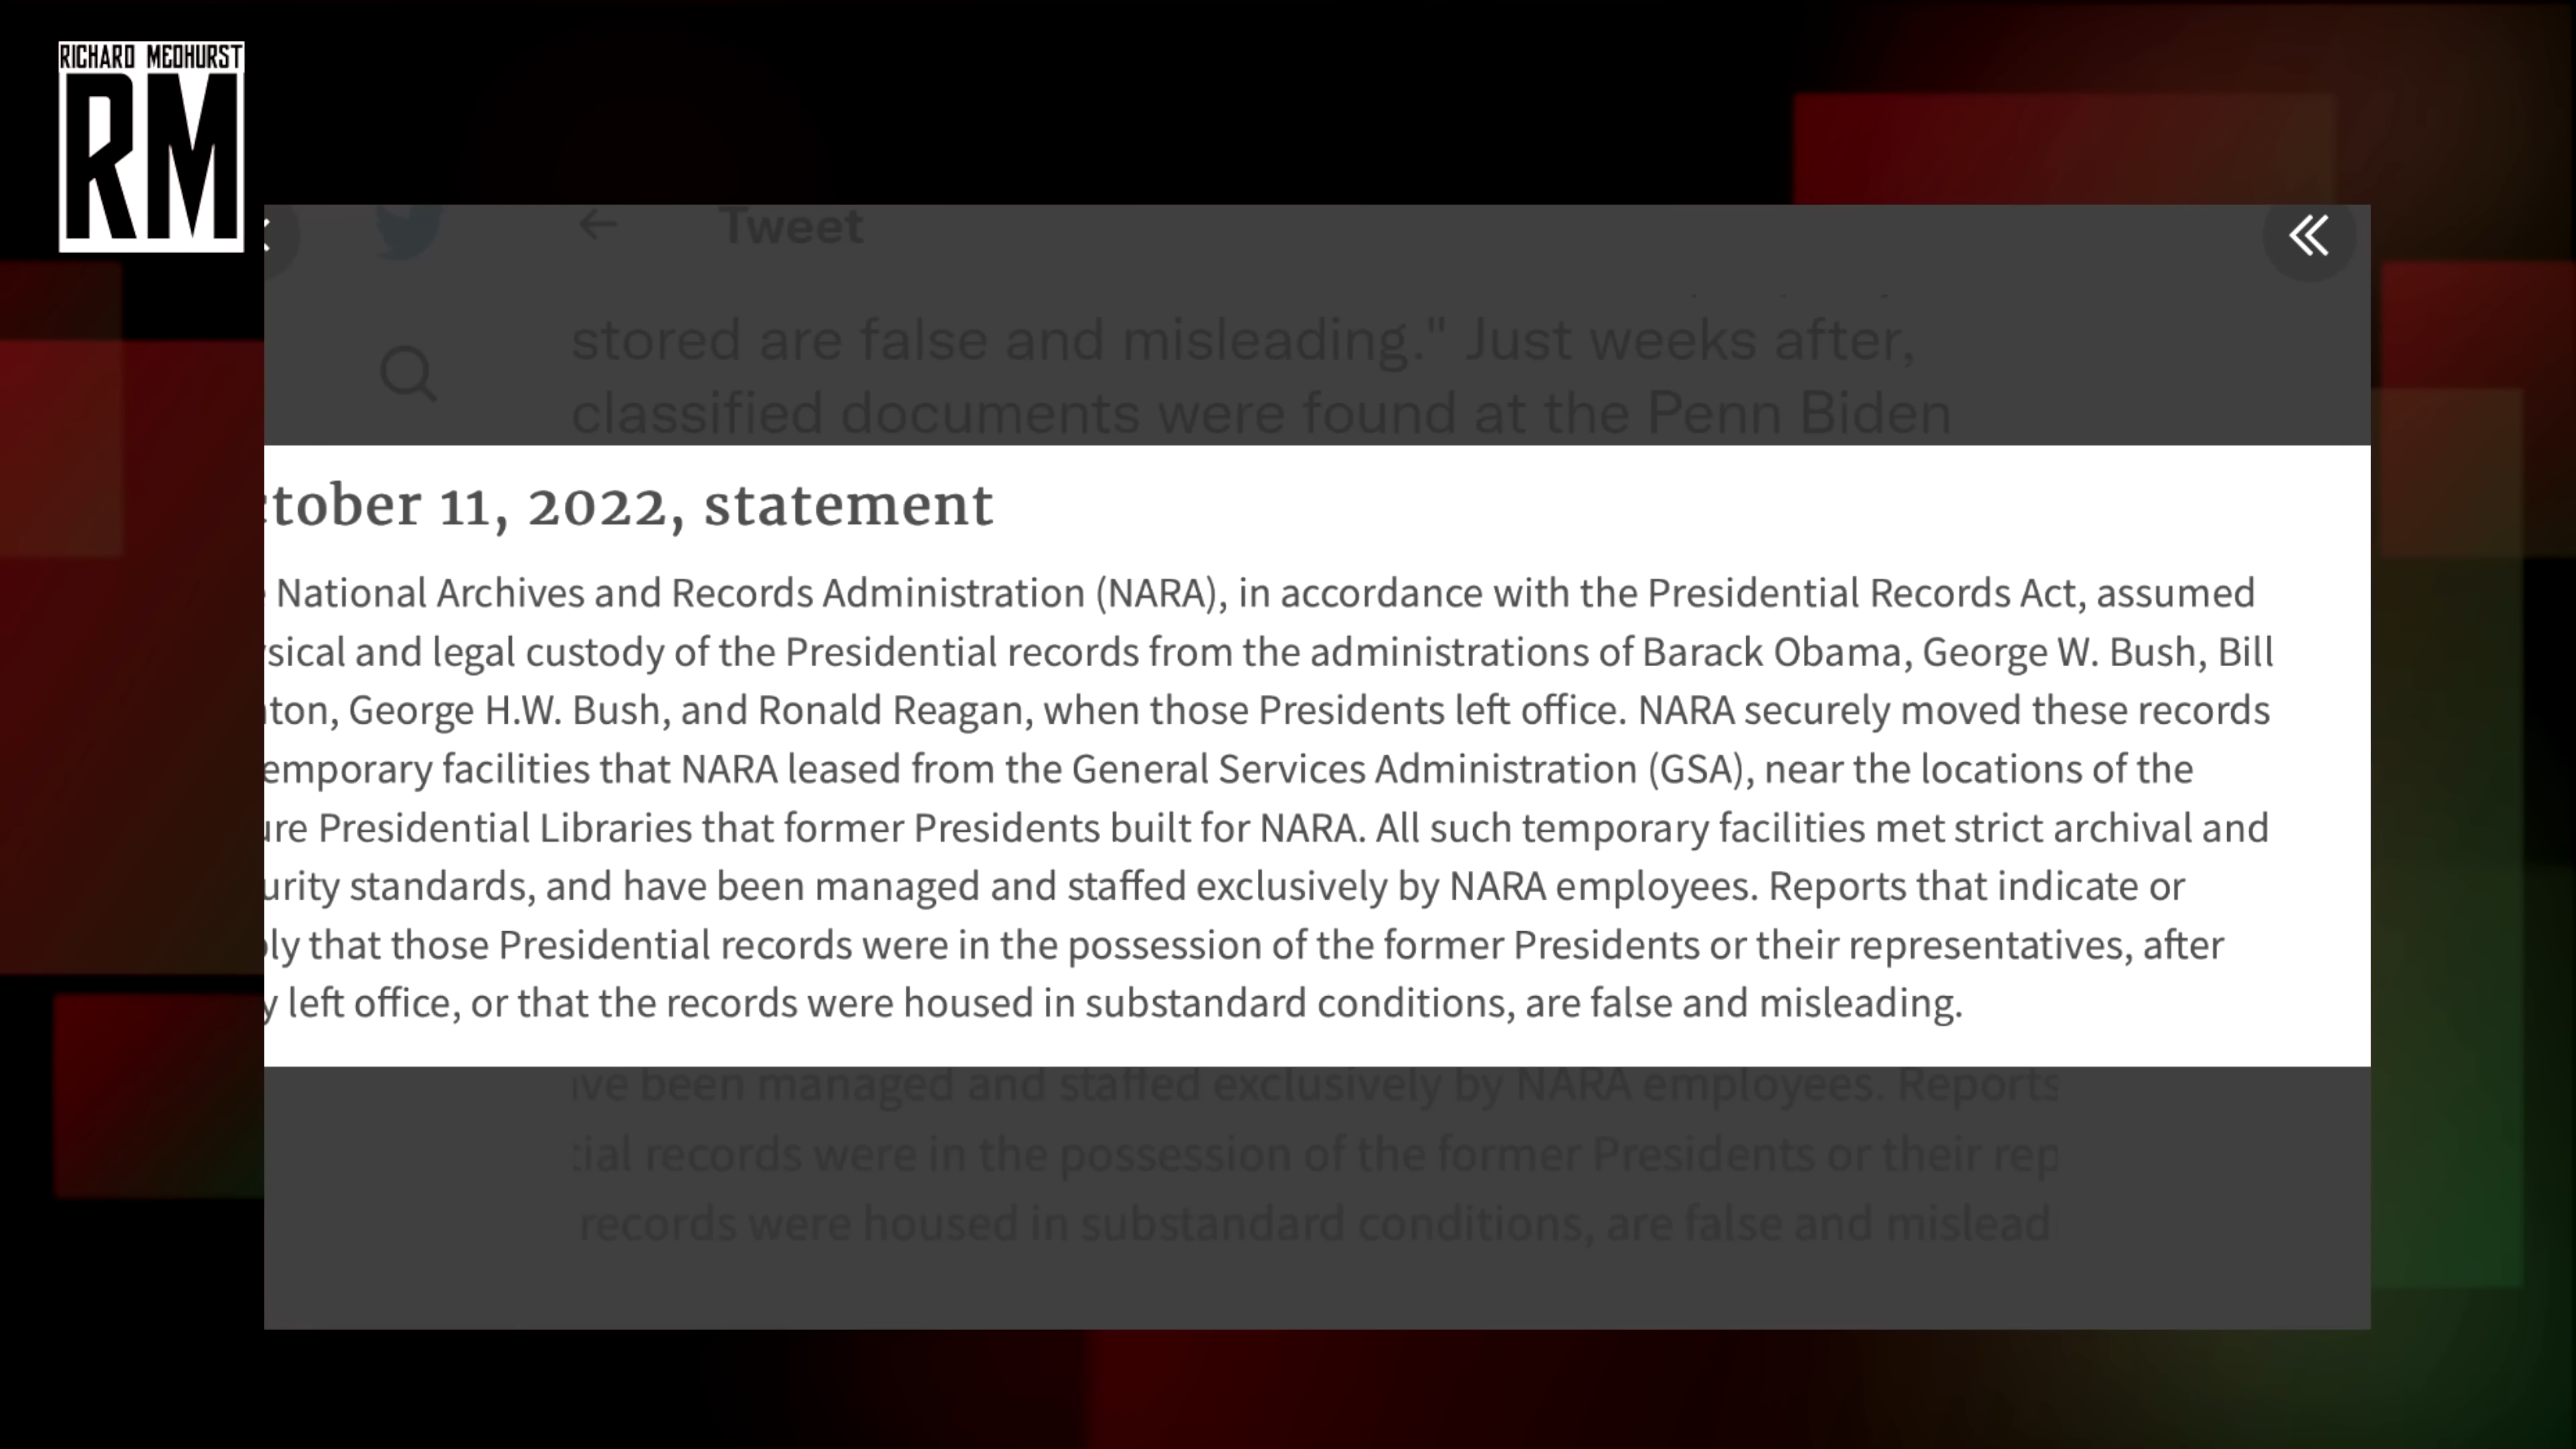 RICHARD MEDHURST
RM
Tweet
stored are false and misleading." Just weeks after,
classified documents were found at the Penn Biden
tober 11, 2022, statement
National Archives and Records Administration (NARA), in accordance with the Presidential Records Act, assumed
sical and legal custody of the Presidential records from the administrations of Barack Obama, George W. Bush, Bill
ton, George H.W. Bush, and Ronald Reagan, when those Presidents left office. NARA securely moved these records
emporary facilities that NARA leased from the General Services Administration (GSA), near the locations of the
ure Presidential Libraries that former Presidents built for NARA. All such temporary facilities met strict archival and
urity standards, and have been managed and staffed exclusively by NARA employees. Reports that indicate or
ly that those Presidential records were in the possession of the former Presidents or their representatives, after
y left office, or that the records were housed in substandard conditions, are false and misleading.
ve been managed and staffed exclusively by NARA employees. Reports
ial records were in the possession of the former Presidents or their rep
records were housed in substandard conditions, are false and mislead